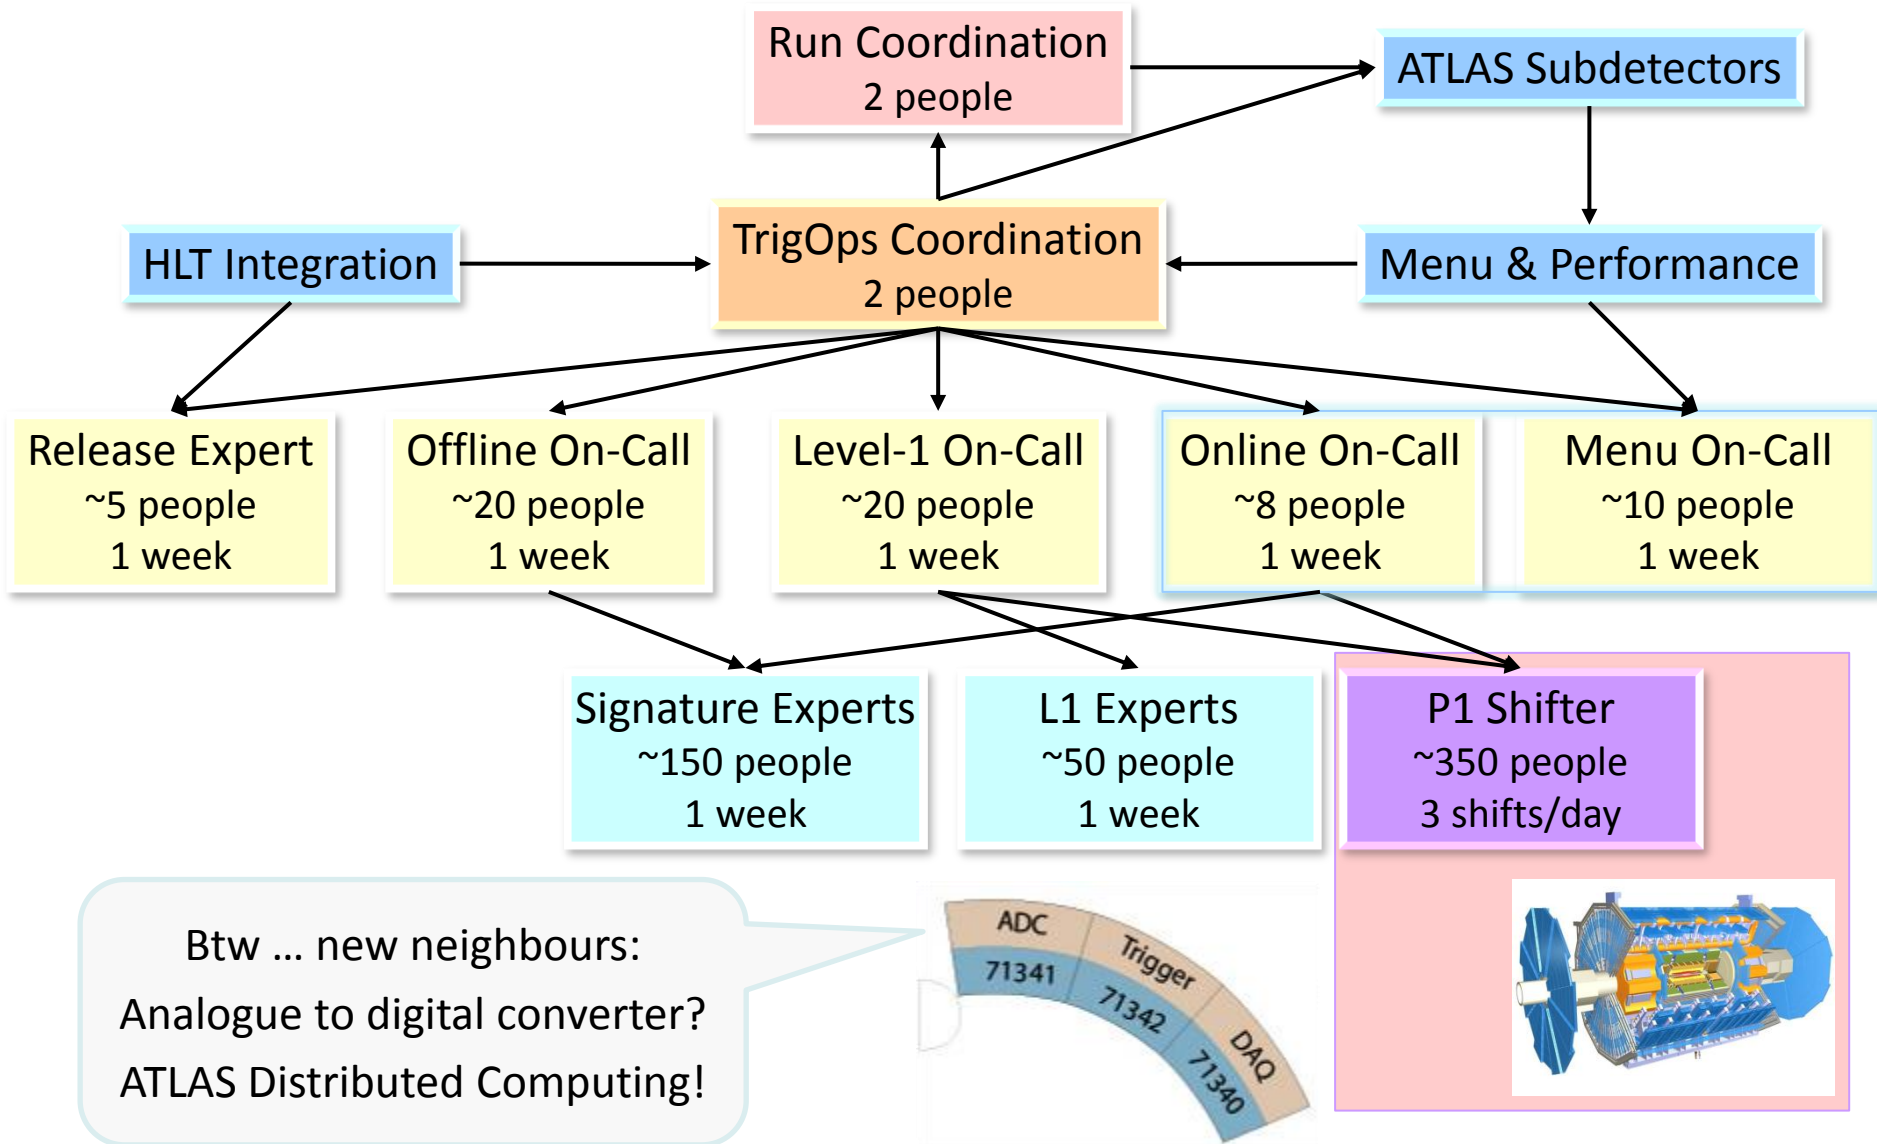 Run Coordination
2 people
ATLAS Subdetectors
HLT Integration
TrigOps Coordination
2 people
Menu & Performance
Release Expert
~5 people
1 week
Offline On-Call
~20 people
1 week
Level-1 On-Call
~20 people
1 week
Online On-Call
~8 people
1 week
Menu On-Call
~10 people
1 week
Signature Experts
~150 people
1 week
L1 Experts
~50 people
1 week
P1 Shifter
~350 people
3 shifts/day
Btw ... new neighbours:
Analogue to digital converter?
ATLAS Distributed Computing!
ADC
71341
Trigger
71342
DAQ
71340